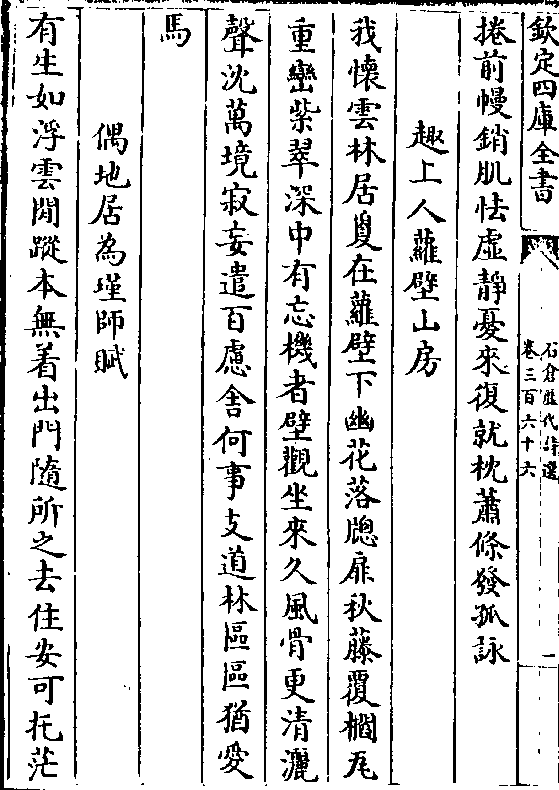 欽定四庫全書
石倉歷代詩選
卷三百六十六
一
捲前幔銷肌怯虛靜憂來復就枕蕭條發孤詠
趣上人蘿壁山房
我懷雲林居夐在蘿壁下幽花落牕扉秋藤覆榈瓦
重巒紫翠深中有忘機者壁觀坐來久風骨更清灑
聲沈萬境寂妄遣百慮舍何事支道林區區猶愛
馬
偶地居為瑾師賦
有生如浮雲閒蹤本無着出門隨所之去住安可托茫